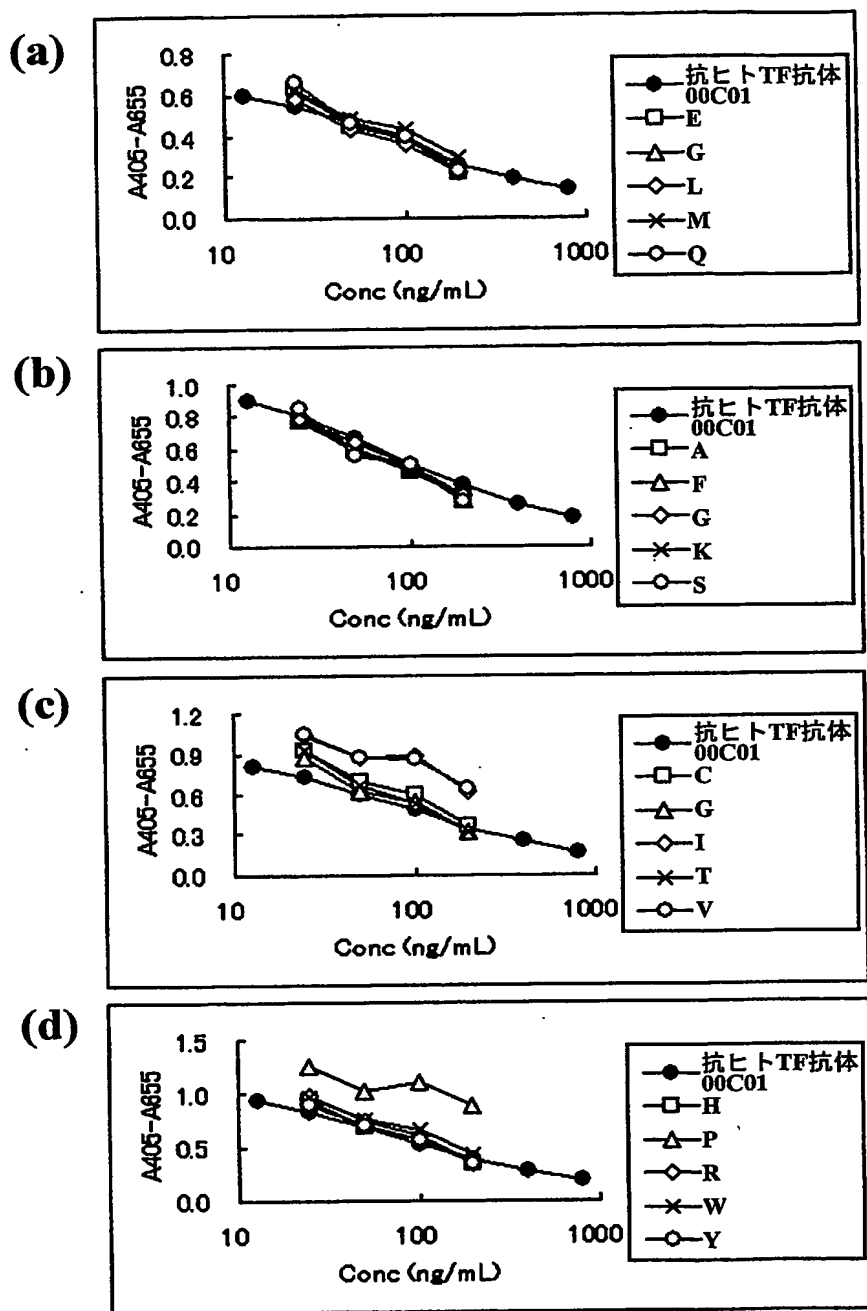 (a)
0.8
0.6
0.4
0.2
0.0
A405-A655
10
100
1000
Conc (ng/mL)
抗ヒトTF抗体
00C01
E
G
L
M
Q
(b)
1.0
0.8
0.6
0.4
0.2
0.0
A405-A655
10
100
1000
Conc (ng/mL)
抗ヒトTF抗体
00C01
A
F
G
K
S
(c)
1.2
0.9
0.6
0.3
0.0
A405-A655
10
100
1000
Conc (ng/mL)
抗ヒトTF抗体
00C01
C
G
I
T
V
(d)
1.5
1.0
0.5
0.0
A405-A655
10
100
1000
Conc (ng/mL)
抗ヒトTF抗体
00C01
H
P
R
W
Y